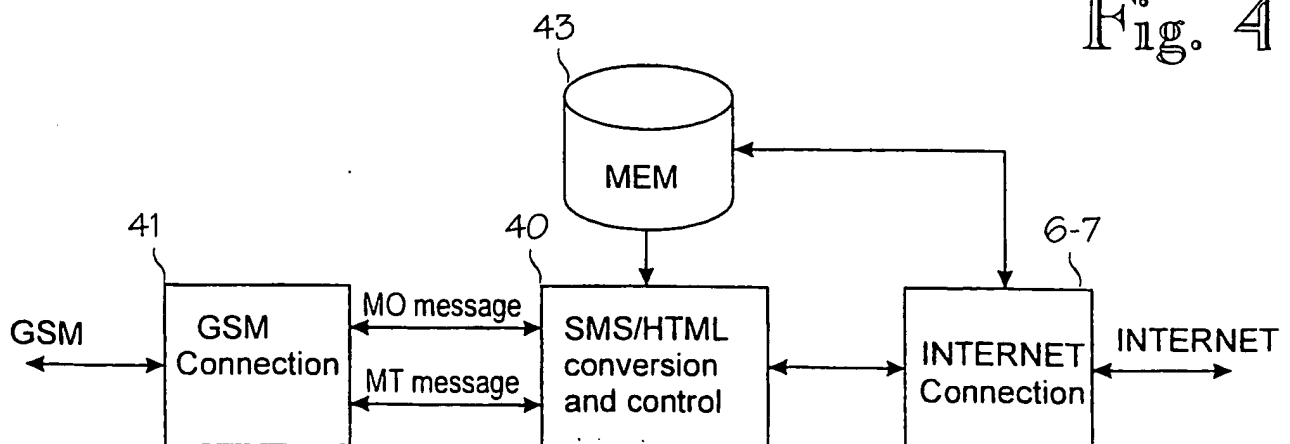 Fig. 4
43
MEM
41
40
6-7
GSM
GSM
Connection
MO message
MT message
SMS/HTML
conversion
and control
INTERNET
Connection
INTERNET